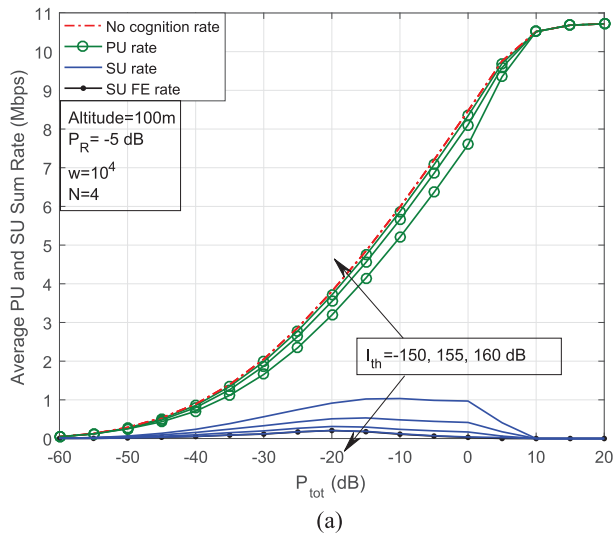 No cognition rate
PU rate
SU rate
SU FE rate
Altitude=100m
P_R= -5 dB
w=10^4
N=4
I_th=-150, 155, 160 dB
Average PU and SU Sum Rate (Mbps)
11
10
9
8
7
6
5
4
3
2
1
0
-60 -50 -40 -30 -20 -10 0 10 20
P_tot (dB)
(a)